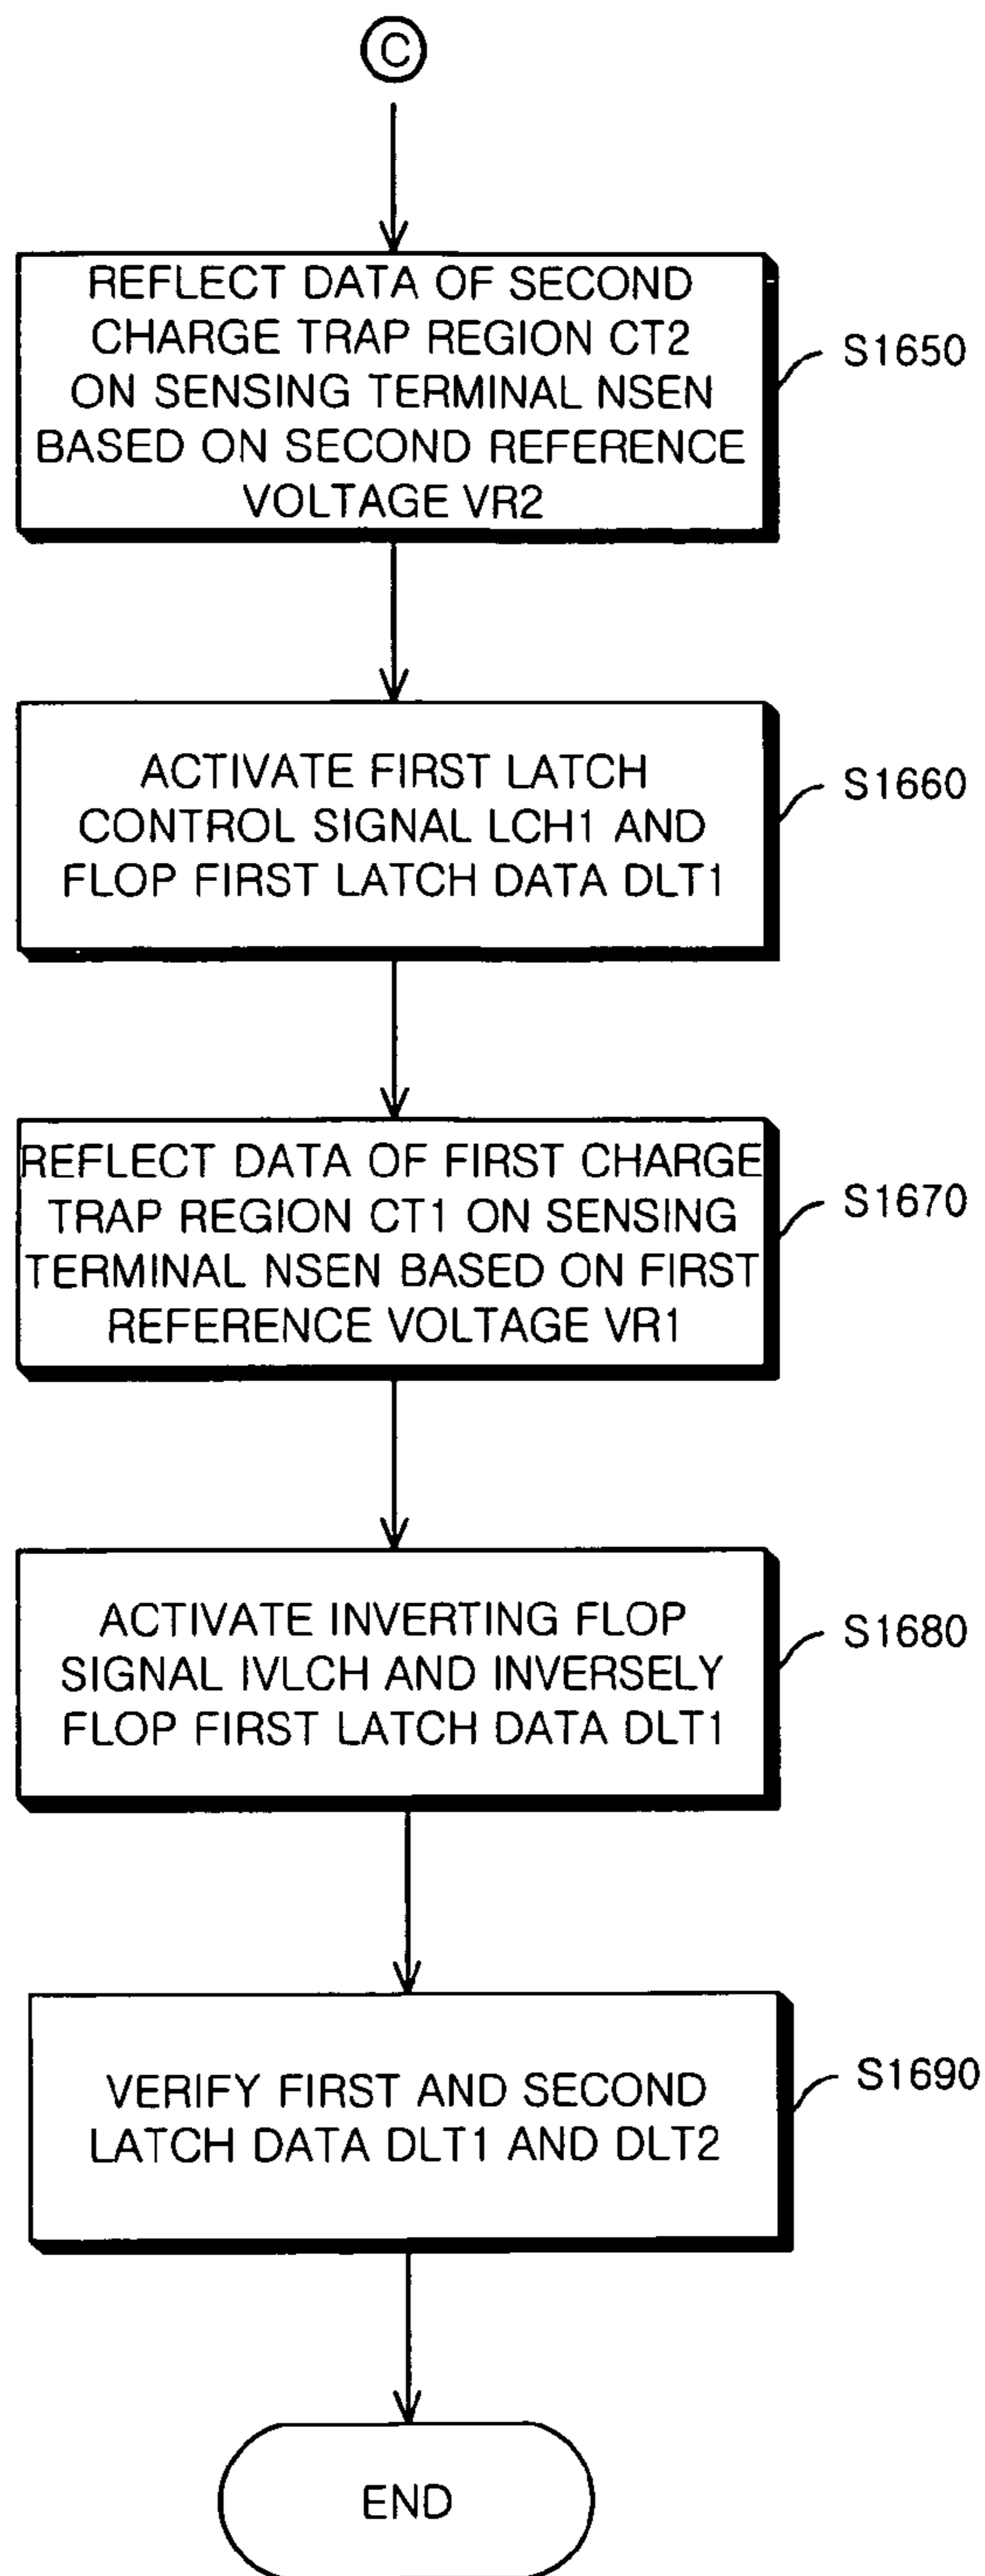 C
REFLECT DATA OF SECOND
CHARGE TRAP REGION CT2
ON SENSING TERMINAL NSEN
BASED ON SECOND REFERENCE
VOLTAGE VR2
S1650
ACTIVATE FIRST LATCH
CONTROL SIGNAL LCH1 AND
FLOP FIRST LATCH DATA DLT1
S1660
REFLECT DATA OF FIRST CHARGE
TRAP REGION CT1 ON SENSING
TERMINAL NSEN BASED ON FIRST
REFERENCE VOLTAGE VR1
S1670
ACTIVATE INVERTING FLOP
SIGNAL IVLCH AND INVERSELY
FLOP FIRST LATCH DATA DLT1
S1680
VERIFY FIRST AND SECOND
LATCH DATA DLT1 AND DLT2
S1690
END